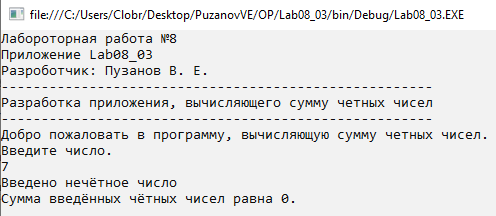 file:///C:/Users/Clobr/Desktop/PuzanovVE/OP/Lab08_03/bin/Debug/Lab08_03.EXE
Лабороторная работа №8
Приложение Lab08_03
Разроботчик: Пузанов В. Е.
------------------------------------------------------
Разработка приложения, вычисляющего сумму четных чисел
------------------------------------------------------
Добро пожаловать в программу, вычисляющую сумму четных чисел.
Введите число.
7
Введено нечётное число
Сумма введённых чётных чисел равна 0.